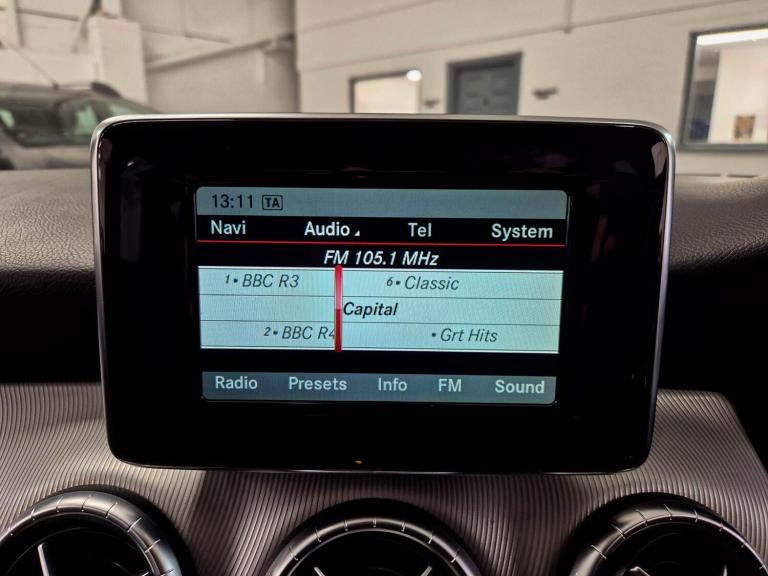 13:11 TA
Navi Audio Tel System
FM 105.1 MHz
1• BBC R3 6• Classic
Capital
2• BBC R4 • Grt Hits
Radio Presets Info FM Sound